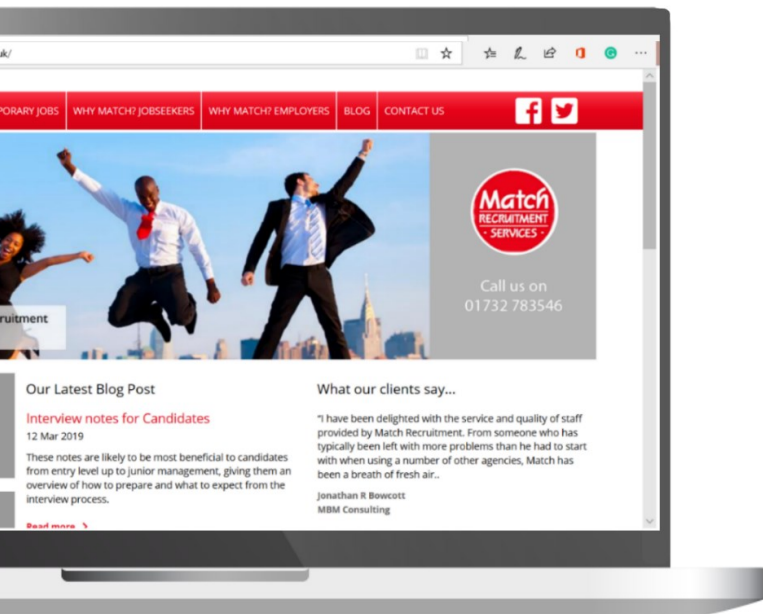 uk/
PORARY JOBS WHY MATCH? JOBSEEKERS WHY MATCH? EMPLOYERS BLOG CONTACT US
Match
RECRUITMENT
· SERVICES ·
Call us on
01732 783546
ruitment
Our Latest Blog Post
Interview notes for Candidates
12 Mar 2019
These notes are likely to be most beneficial to candidates
from entry level up to junior management, giving them an
overview of how to prepare and what to expect from the
interview process.
Read more
What our clients say...
"I have been delighted with the service and quality of staff
provided by Match Recruitment. From someone who has
typically been left with more problems than he had to start
with when using a number of other agencies, Match has
been a breath of fresh air..
Jonathan R Bowcott
MBM Consulting